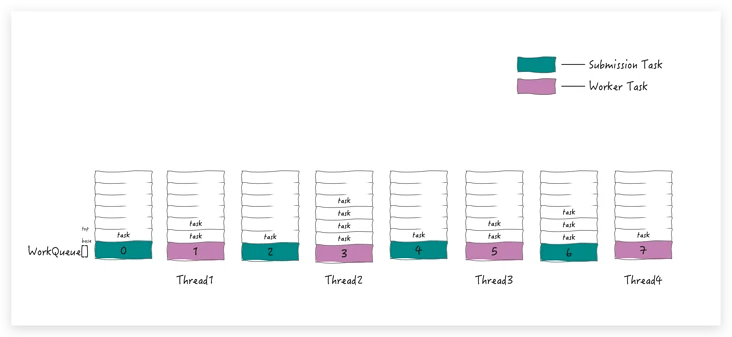 Submission Task
Worker Task
task
task
task
task
task
task
task
task
task
top
task
task
task
task
task
task
base
WorkQueue[]
0
1
2
3
4
5
6
7
Thread1
Thread2
Thread3
Thread4